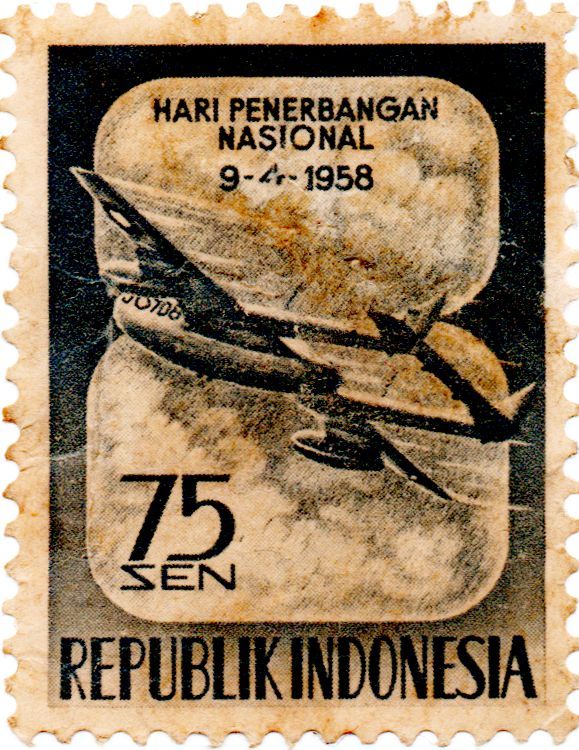 HARI PENERBANGAN
NASIONAL
9-4-1958
75
SEN
REPUBLIK INDONESIA